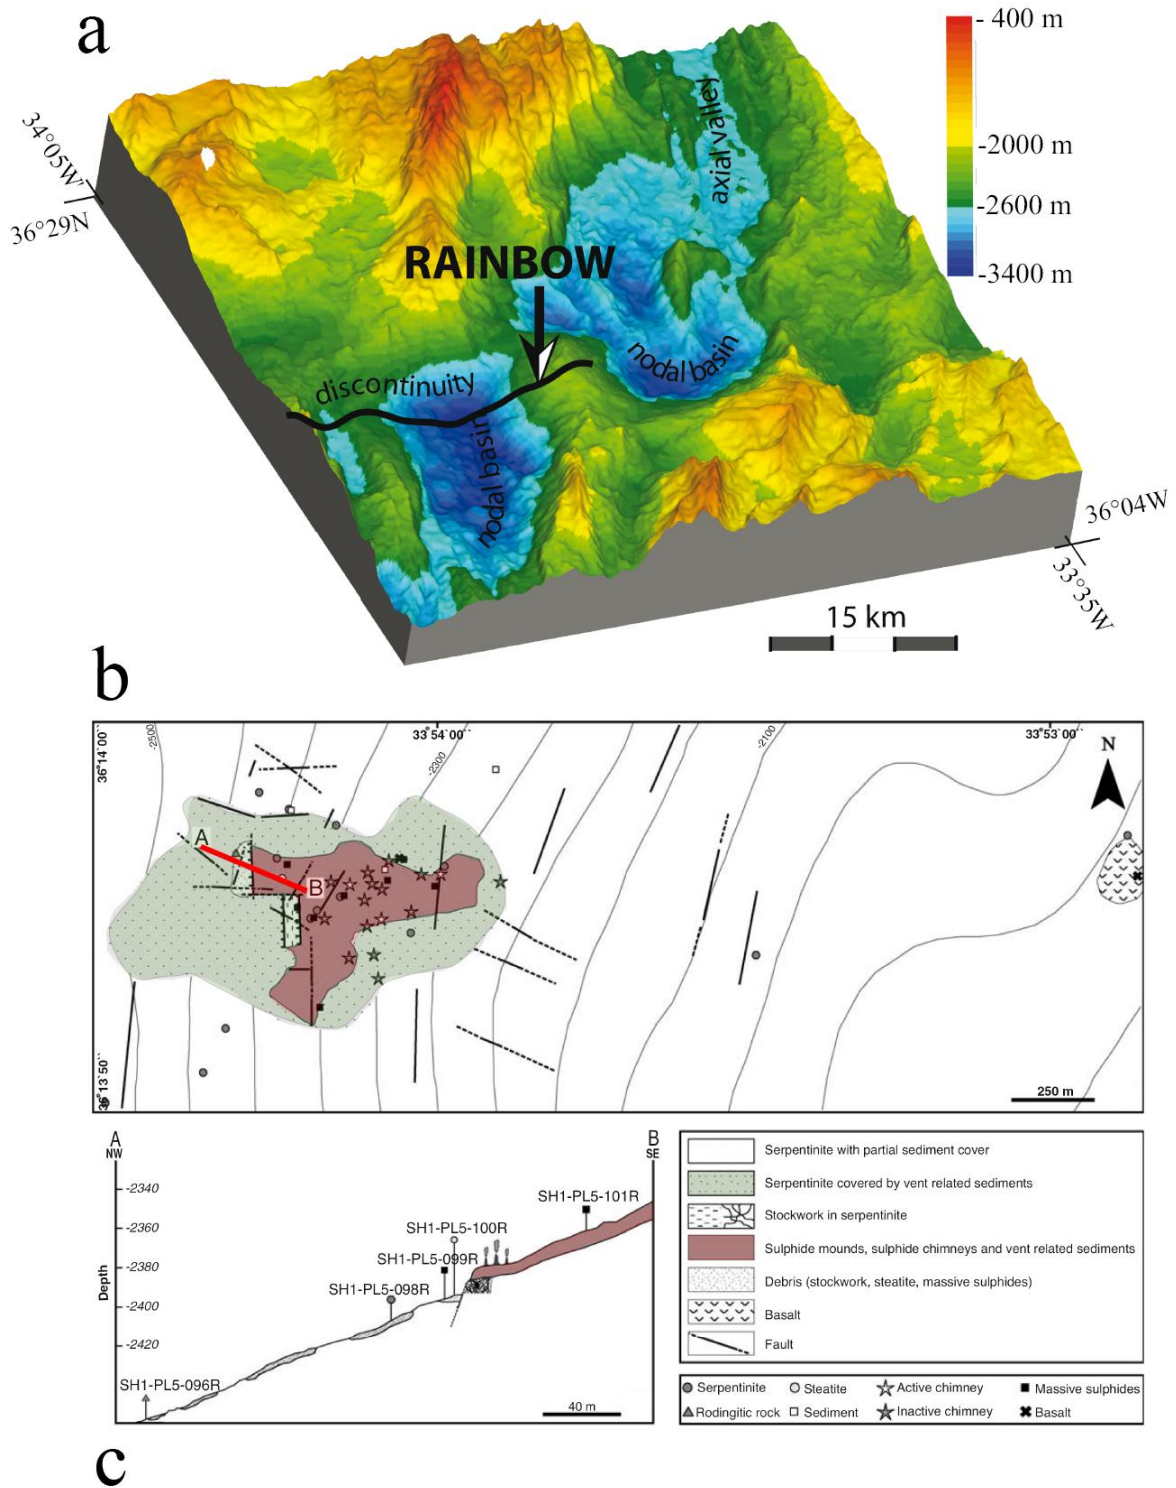 a
- 400 m
-2000 m
-2600 m
-3400 m
axial valley
34°05W
36°29N
RAINBOW
nodal basin
discontinuity
nodal basin
36°04W
33°35W
15 km
b
36°14`00``
-2500
33°54`00``
-2300
-2100
33°53`00``
N
A
B
36°13`50``
250 m
A
NW
B
SE
-2340
-2360
-2380
-2400
-2420
Depth
SH1-PL5-101R
SH1-PL5-100R
SH1-PL5-099R
SH1-PL5-098R
SH1-PL5-096R
40 m
Serpentinite with partial sediment cover
Serpentinite covered by vent related sediments
Stockwork in serpentinite
Sulphide mounds, sulphide chimneys and vent related sediments
Debris (stockwork, steatite, massive sulphides)
Basalt
Fault
Serpentinite Steatite Active chimney Massive sulphides
Rodingitic rock Sediment Inactive chimney Basalt
c